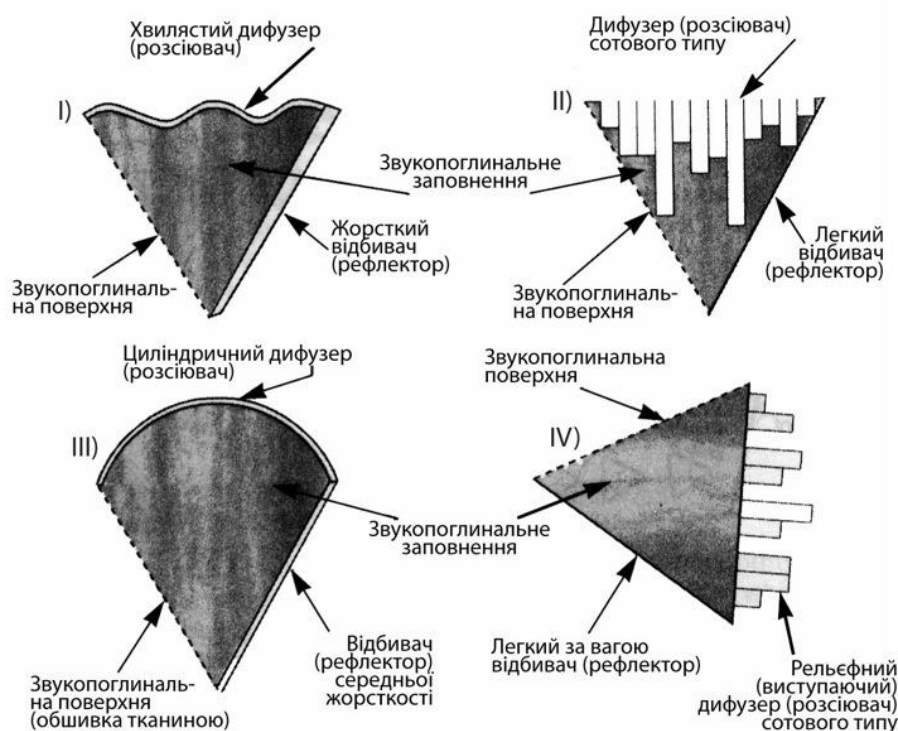 Хвилястий дифузер
(розсіювач)
Дифузер (розсіювач)
сотового типу
I)
II)
Звукопоглинальне
заповнення
Жорсткий
відбивач
(рефлектор)
Легкий
відбивач
(рефлектор)
Звукопоглиналь-
на поверхня
Звукопоглиналь-
на поверхня
Циліндричний дифузер
(розсіювач)
Звукопоглинальна
поверхня
III)
IV)
Звукопоглинальне
заповнення
Відбивач
(рефлектор)
середньої
жорсткості
Легкий за вагою
відбивач (рефлектор)
Звукопоглиналь-
на поверхня
(обшивка тканиною)
Рельєфний
(виступаючий)
дифузер (розсіювач)
сотового типу